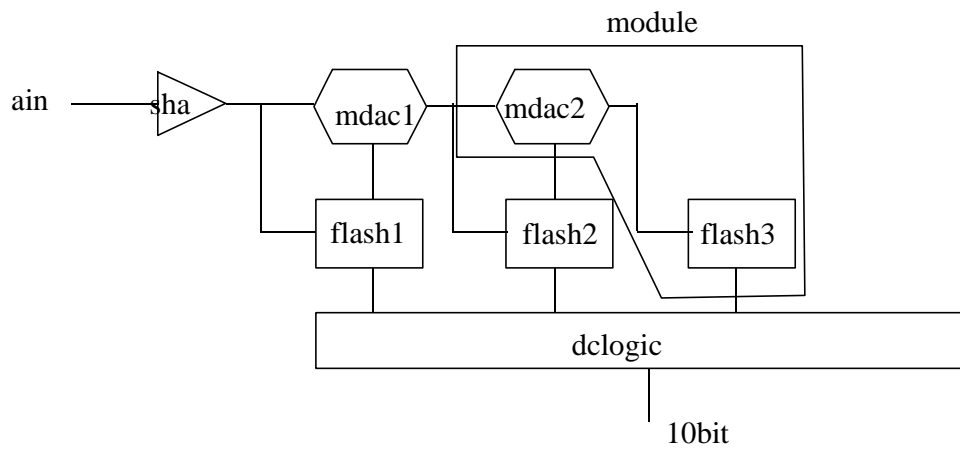 module
ain
sha
mdac1
mdac2
flash1
flash2
flash3
dclogic
10bit